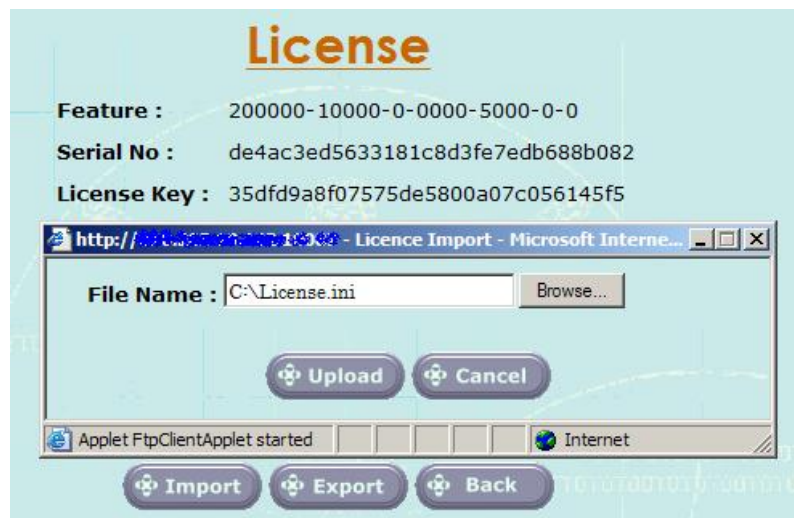 License
Feature : 200000-10000-0-0000-5000-0-0
Serial No : de4ac3ed5633181c8d3fe7edb688b082
License Key : 35dfd9a8f07575de5800a07c056145f5
http:// - Licence Import - Microsoft Interne...
File Name : C:\License.ini Browse...
Upload Cancel
Applet FtpClientApplet started Internet
Import Export Back